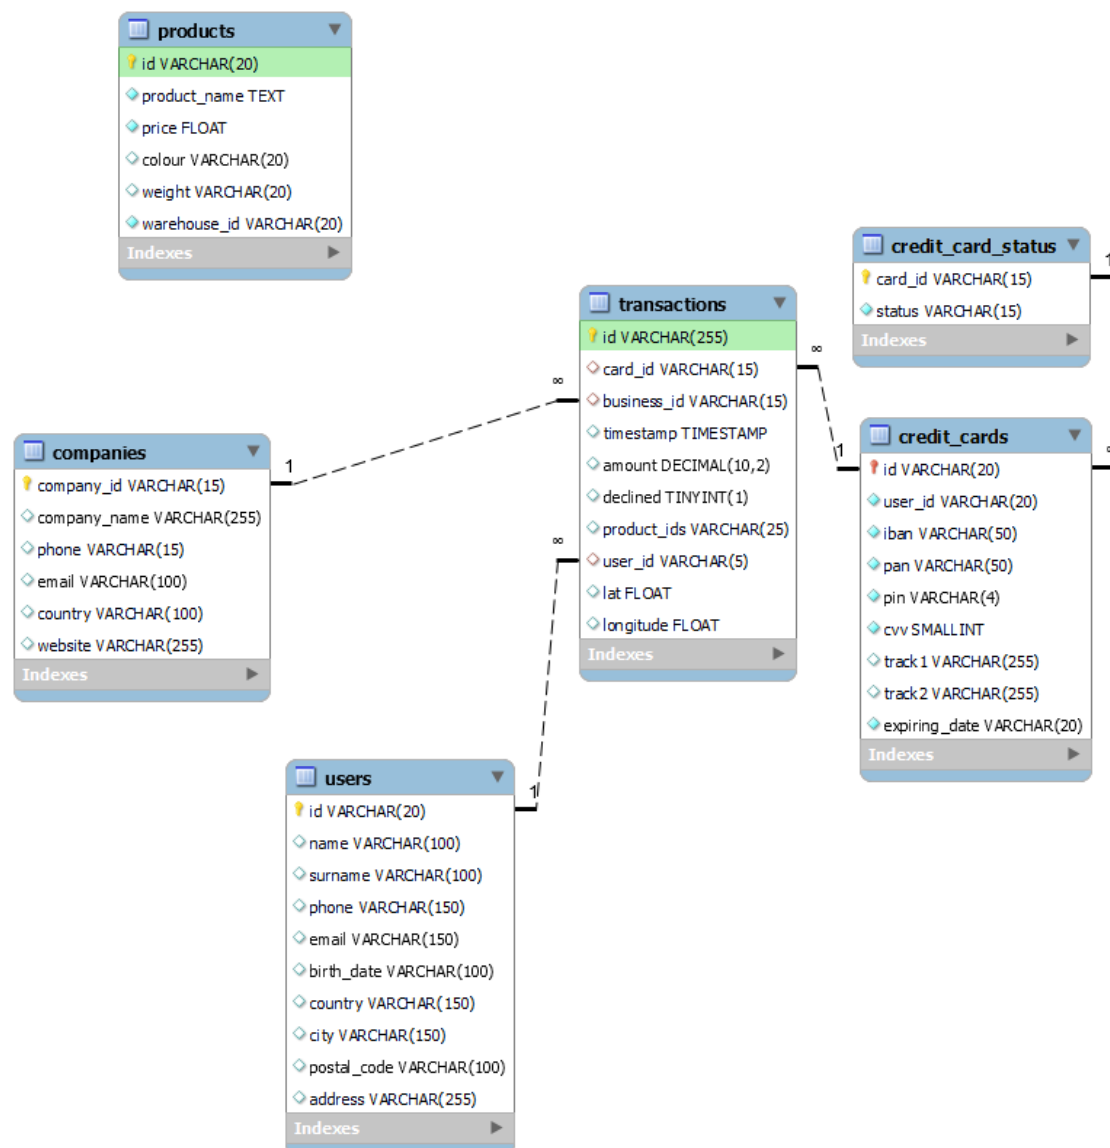 products
id VARCHAR(20)
product_name TEXT
price FLOAT
colour VARCHAR(20)
weight VARCHAR(20)
warehouse_id VARCHAR(20)
Indexes
credit_card_status
card_id VARCHAR(15)
status VARCHAR(15)
Indexes
1
transactions
id VARCHAR(255)
card_id VARCHAR(15)
business_id VARCHAR(15)
timestamp TIMESTAMP
amount DECIMAL(10,2)
declined TINYINT(1)
product_ids VARCHAR(25)
user_id VARCHAR(5)
lat FLOAT
longitude FLOAT
Indexes
∞
∞
∞
1
credit_cards
id VARCHAR(20)
user_id VARCHAR(20)
iban VARCHAR(50)
pan VARCHAR(50)
pin VARCHAR(4)
cvv SMALLINT
track1 VARCHAR(255)
track2 VARCHAR(255)
expiring_date VARCHAR(20)
Indexes
∞
companies
company_id VARCHAR(15)
company_name VARCHAR(255)
phone VARCHAR(15)
email VARCHAR(100)
country VARCHAR(100)
website VARCHAR(255)
Indexes
1
users
id VARCHAR(20)
name VARCHAR(100)
surname VARCHAR(100)
phone VARCHAR(150)
email VARCHAR(150)
birth_date VARCHAR(100)
country VARCHAR(150)
city VARCHAR(150)
postal_code VARCHAR(100)
address VARCHAR(255)
Indexes
1